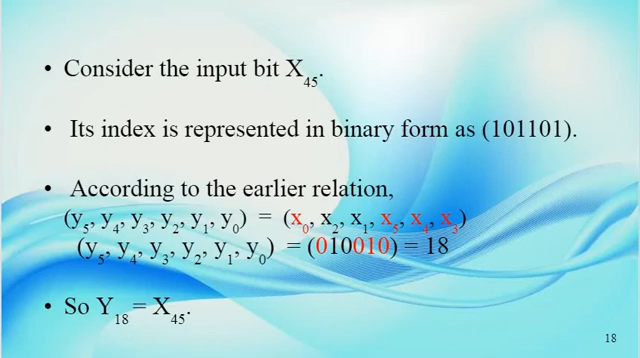 • Consider the input bit X₄₅.
• Its index is represented in binary form as (101101).
• According to the earlier relation,
(y₅, y₄, y₃, y₂, y₁, y₀) = (x₀, x₂, x₁, x₅, x₄, x₃)
(y₅, y₄, y₃, y₂, y₁, y₀) = (010010) = 18
• So Y₁₈ = X₄₅.
18